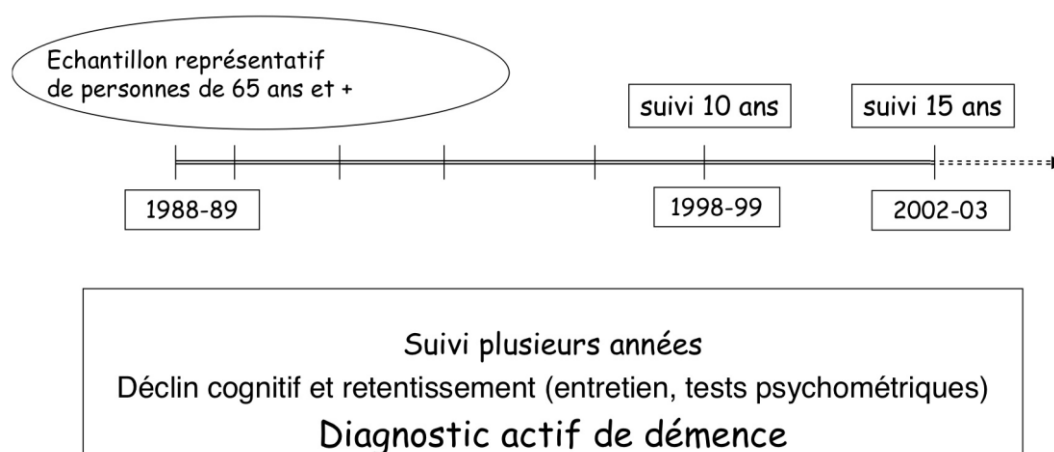 Echantillon représentatif
de personnes de 65 ans et +
suivi 10 ans
suivi 15 ans
1988-89
1998-99
2002-03
Suivi plusieurs années
Déclin cognitif et retentissement (entretien, tests psychométriques)
Diagnostic actif de démence